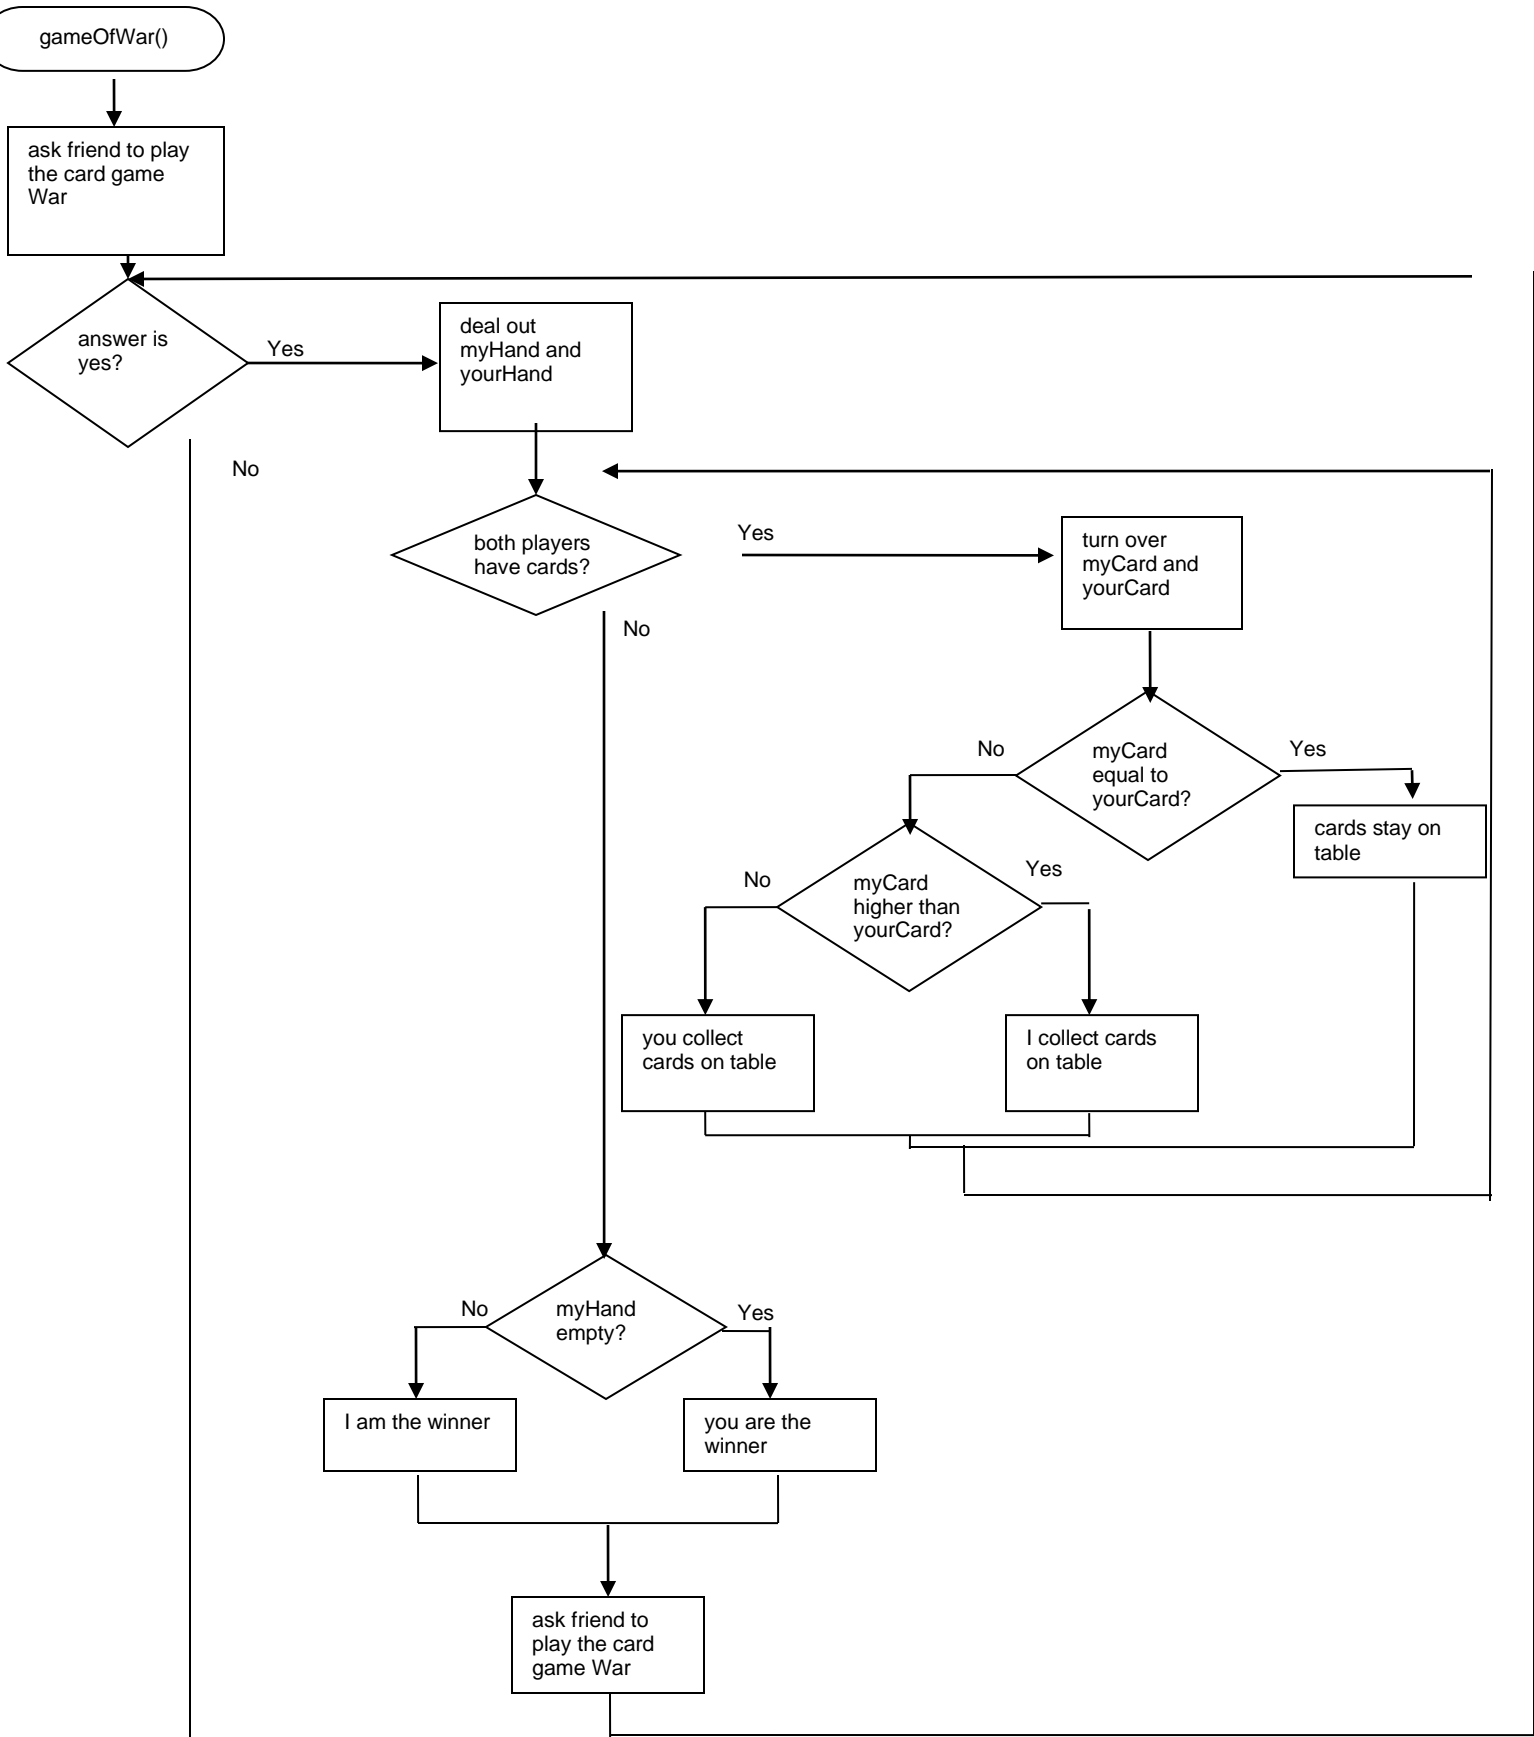 gameOfWar()
ask friend to play
the card game
War
answer is
yes?
Yes
deal out
myHand and
yourHand
No
both players
have cards?
Yes
turn over
myCard and
yourCard
No
myCard
equal to
yourCard?
No
Yes
cards stay on
table
myCard
higher than
yourCard?
No
Yes
you collect
cards on table
I collect cards
on table
myHand
empty?
No
Yes
I am the winner
you are the
winner
ask friend to
play the card
game War